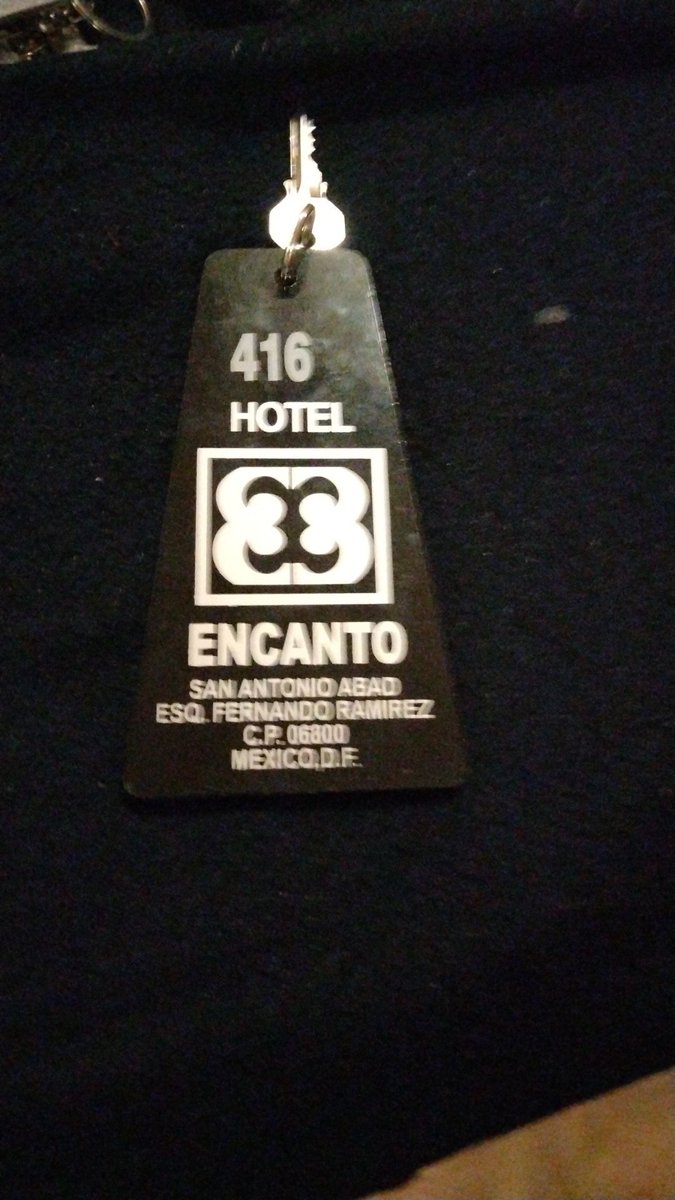 416
HOTEL
ENCANTO
SAN ANTONIO ABAD
ESQ. FERNANDO RAMIREZ
C.P. 06800
MEXICO,D.F.